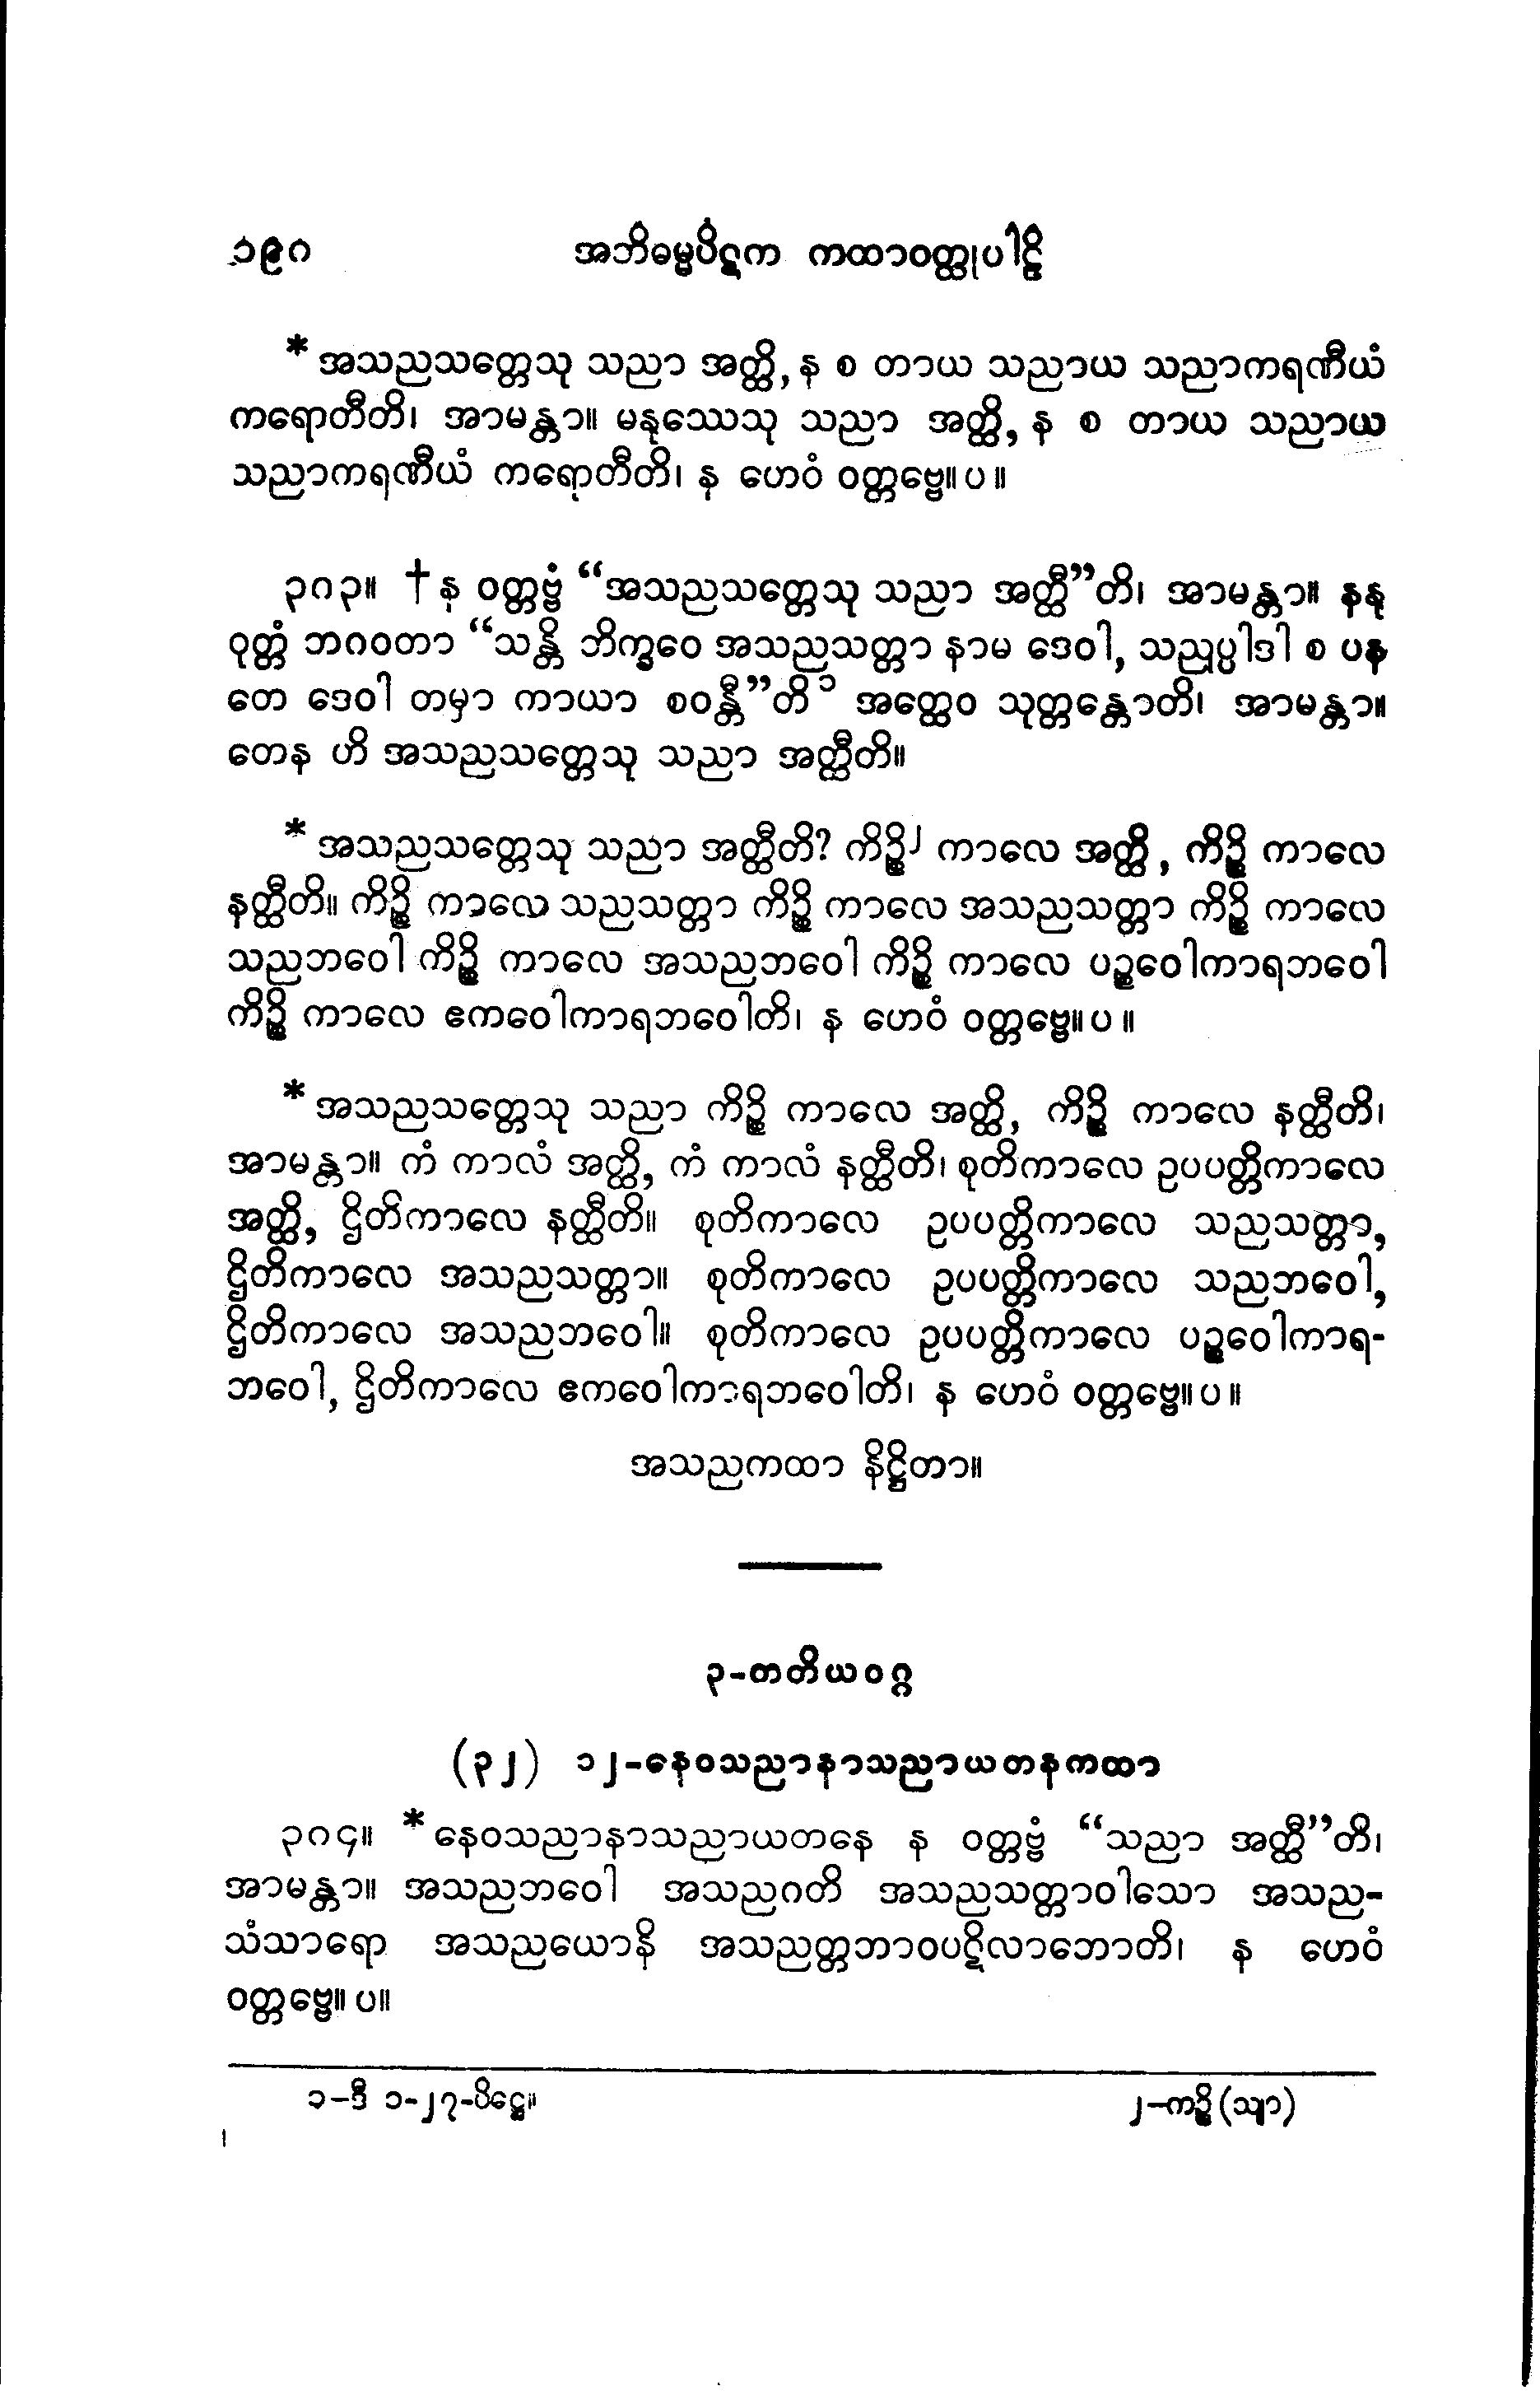 ၁၉၀ အဘိဓမ္မပိဋက ကထာဝတ္ထုပါဠိ
* အသညသတ္တေသု သညာ အတ္ထိ, န စ တာယ သညာယ သညာကရဏီယံ
ကရောတီတိ၊ အာမန္တာ။ မနုဿေသု သညာ အတ္ထိ, န စ တာယ သညာယ
သညာကရဏီယံ ကရောတီတိ၊ န ဟေဝံ ဝတ္တဗ္ဗေ။ ပ ။
၃၀၃။ † န ဝတ္တဗ္ဗံ “အသညသတ္တေသု သညာ အတ္ထီ”တိ၊ အာမန္တာ။ နနု
ဝုတ္တံ ဘဂဝတာ “သန္တိ ဘိက္ခဝေ အသညသတ္တာ နာမ ဒေဝါ, သညုပ္ပါဒါ စ ပန
တေ ဒေဝါ တမှာ ကာယာ စဝန္တီ”တိ ၁ အတ္ထေဝ သုတ္တန္တောတိ၊ အာမန္တာ။
တေန ဟိ အသညသတ္တေသု သညာ အတ္ထီတိ။
* အသညသတ္တေသု သညာ အတ္ထီတိ? ကိဉ္စိ ၂ ကာလေ အတ္ထိ, ကိဉ္စိ ကာလေ
နတ္ထီတိ။ ကိဉ္စိ ကာလေ သညသတ္တာ ကိဉ္စိ ကာလေ အသညသတ္တာ ကိဉ္စိ ကာလေ
သညဘဝေါ ကိဉ္စိ ကာလေ အသညဘဝေါ ကိဉ္စိ ကာလေ ပဉ္စဝေါကာရဘဝေါ
ကိဉ္စိ ကာလေ ဧကဝေါကာရဘဝေါတိ၊ န ဟေဝံ ဝတ္တဗ္ဗေ။ ပ ။
* အသညသတ္တေသု သညာ ကိဉ္စိ ကာလေ အတ္ထိ, ကိဉ္စိ ကာလေ နတ္ထီတိ၊
အာမန္တာ။ ကံ ကာလံ အတ္ထိ, ကံ ကာလံ နတ္ထီတိ၊ စုတိကာလေ ဥပပတ္တိကာလေ
အတ္ထိ, ဌိတိကာလေ နတ္ထီတိ။ စုတိကာလေ ဥပပတ္တိကာလေ သညသတ္တာ,
ဌိတိကာလေ အသညသတ္တာ။ စုတိကာလေ ဥပပတ္တိကာလေ သညဘဝေါ,
ဌိတိကာလေ အသညဘဝေါ။ စုတိကာလေ ဥပပတ္တိကာလေ ပဉ္စဝေါကာရ-
ဘဝေါ, ဌိတိကာလေ ဧကဝေါကာရဘဝေါတိ၊ န ဟေဝံ ဝတ္တဗ္ဗေ။ ပ ။
အသညကထာ နိဋ္ဌိတာ။
၃-တတိယဝဂ္ဂ
(၃၂) ၁၂-နေဝသညာနာသညာယတနကထာ
၃၀၄။ * နေဝသညာနာသညာယတနေ န ဝတ္တဗ္ဗံ “သညာ အတ္ထီ”တိ၊
အာမန္တာ။ အသညဘဝေါ အသညဂတိ အသညသတ္တာဝါသော အသည-
သံသာရော အသညယောနိ အသညတ္တဘာဝပဋိလာဘောတိ၊ န ဟေဝံ
ဝတ္တဗ္ဗေ။ ပ။
၁-ဒီ ၁-၂၇-ပိဋ္ဌေ။ ၂-ကဉ္စိ (သျာ)